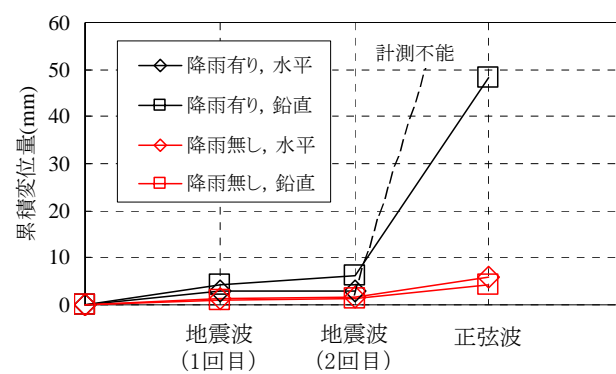 60
50
40
30
20
10
0
累積変位量(mm)
降雨有り, 水平
降雨有り, 鉛直
降雨無し, 水平
降雨無し, 鉛直
計測不能
地震波
(1回目)
地震波
(2回目)
正弦波